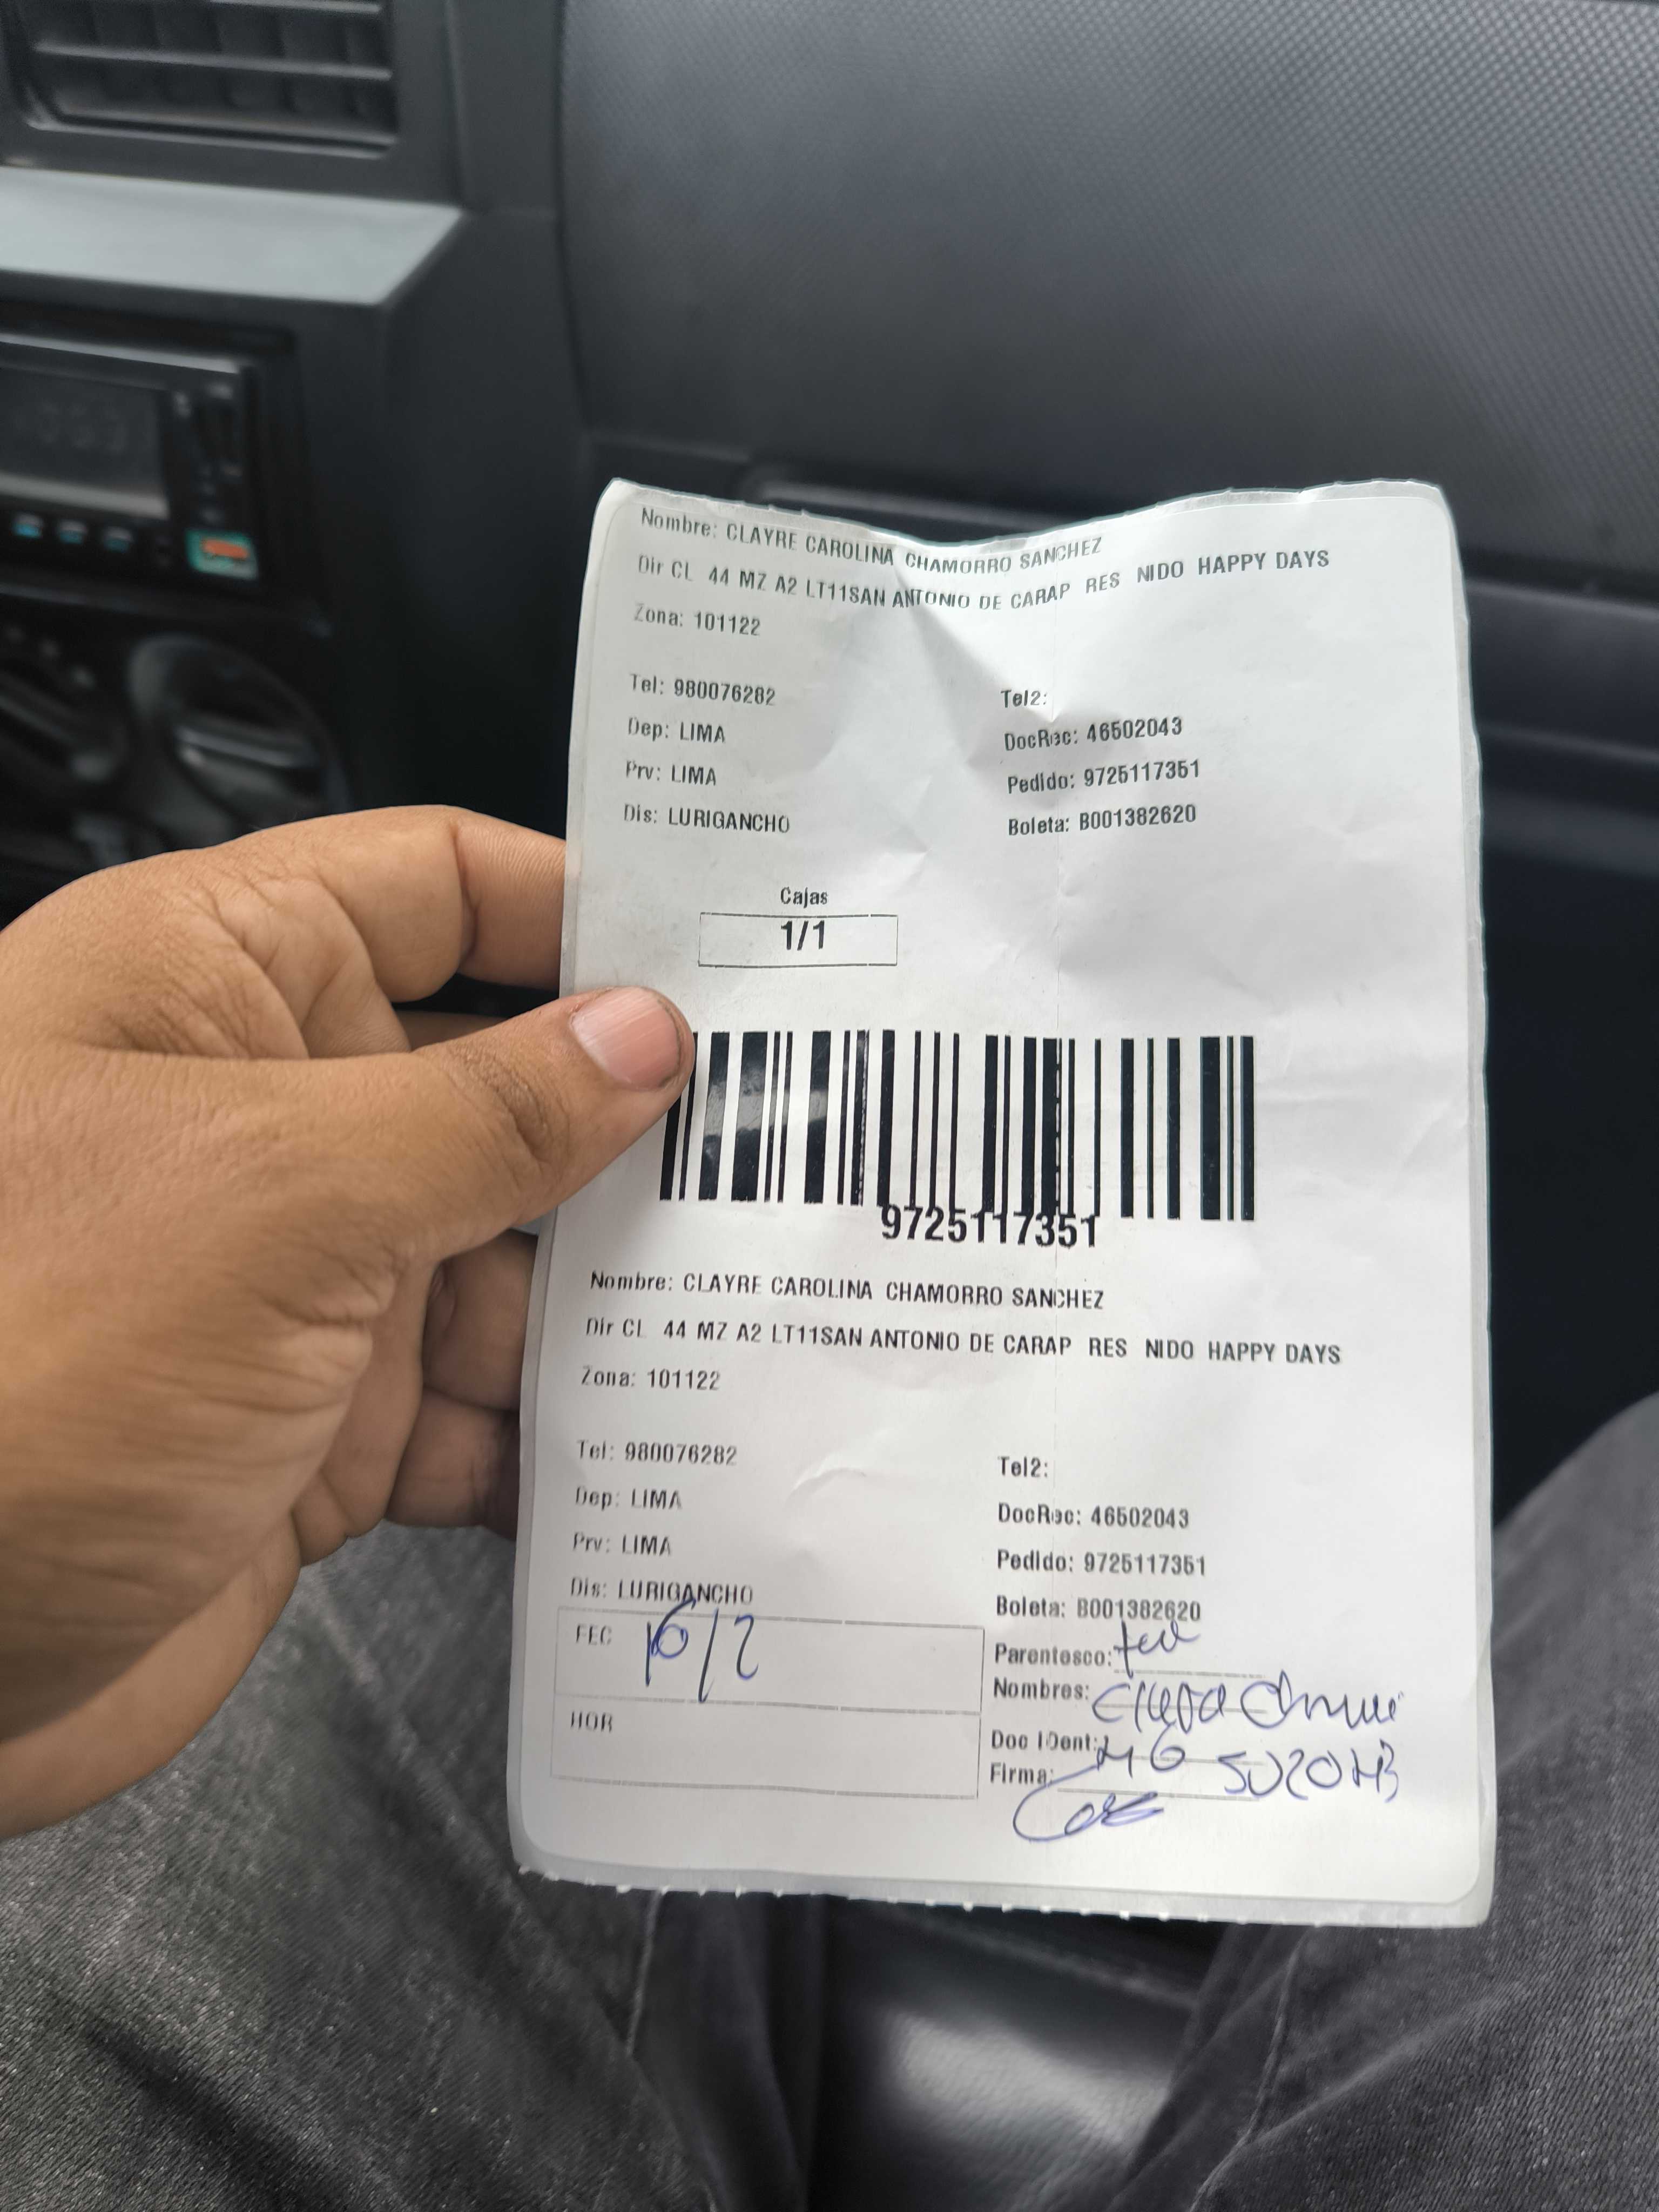 Nombre: CLAYRE CAROLINA CHAMORRO SANCHEZ
Dir CL 44 MZ A2 LT11SAN ANTONIO DE CARAP RES NIDO HAPPY DAYS
Zona: 101122
Tel: 980076282 Tel2:
Dep: LIMA DocRec: 46502043
Prv: LIMA Pedido: 9725117351
Dis: LURIGANCHO Boleta: B001382620
Cajas
1/1
9725117351
Nombre: CLAYRE CAROLINA CHAMORRO SANCHEZ
Dir CL 44 MZ A2 LT11SAN ANTONIO DE CARAP RES NIDO HAPPY DAYS
Zona: 101122
Tel: 980076282 Tel2:
Dep: LIMA DocRec: 46502043
Prv: LIMA Pedido: 9725117351
Dis: LURIGANCHO Boleta: B001382620
FEC
Parentesco:
Nombres:
HOR
Doc IDent: 46502043
Firma: